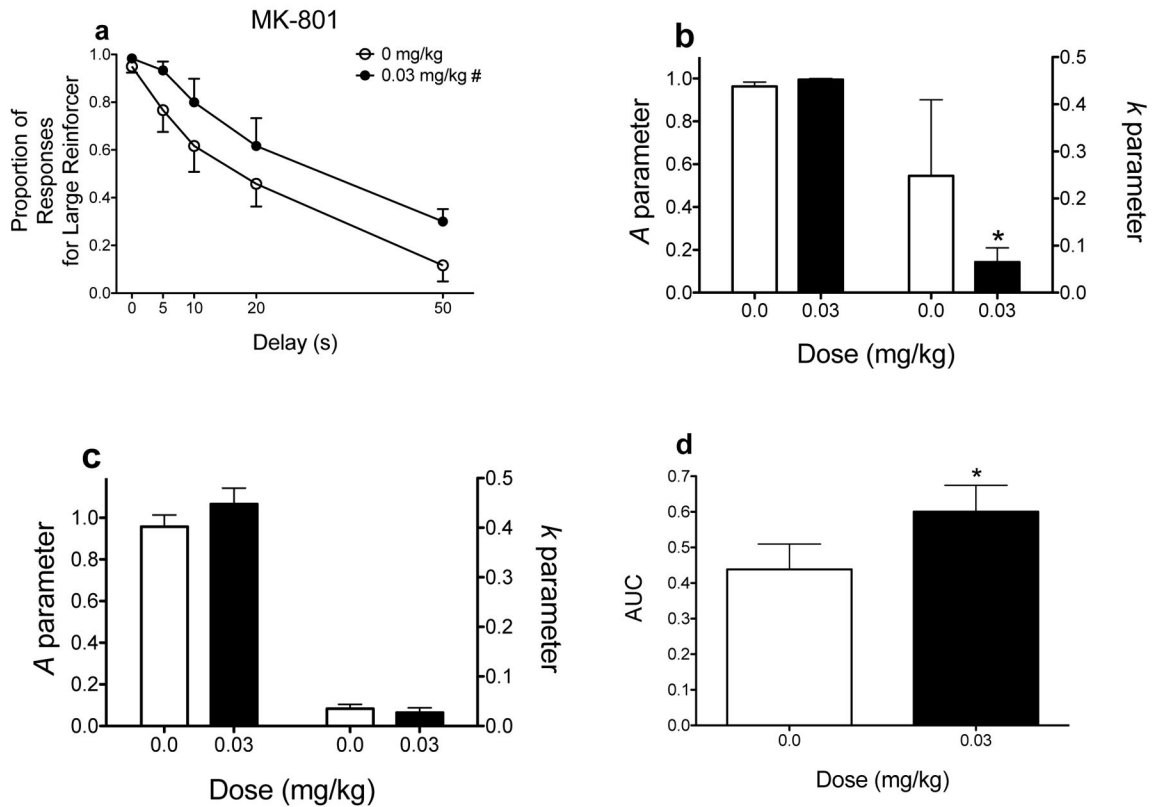 MK-801
a
0 mg/kg
0.03 mg/kg #
1.0
0.8
0.6
0.4
0.2
0.0
Proportion of
Responses
for Large Reinforcer
0 5 10 20 50
Delay (s)
b
1.0
0.8
0.6
0.4
0.2
0.0
A parameter
*
0.5
0.4
0.3
0.2
0.1
0.0
k parameter
0.0 0.03 0.0 0.03
Dose (mg/kg)
c
1.0
0.8
0.6
0.4
0.2
0.0
A parameter
0.5
0.4
0.3
0.2
0.1
0.0
k parameter
0.0 0.03 0.0 0.03
Dose (mg/kg)
d
0.7
0.6
0.5
0.4
0.3
0.2
0.1
0.0
AUC
*
0.0 0.03
Dose (mg/kg)